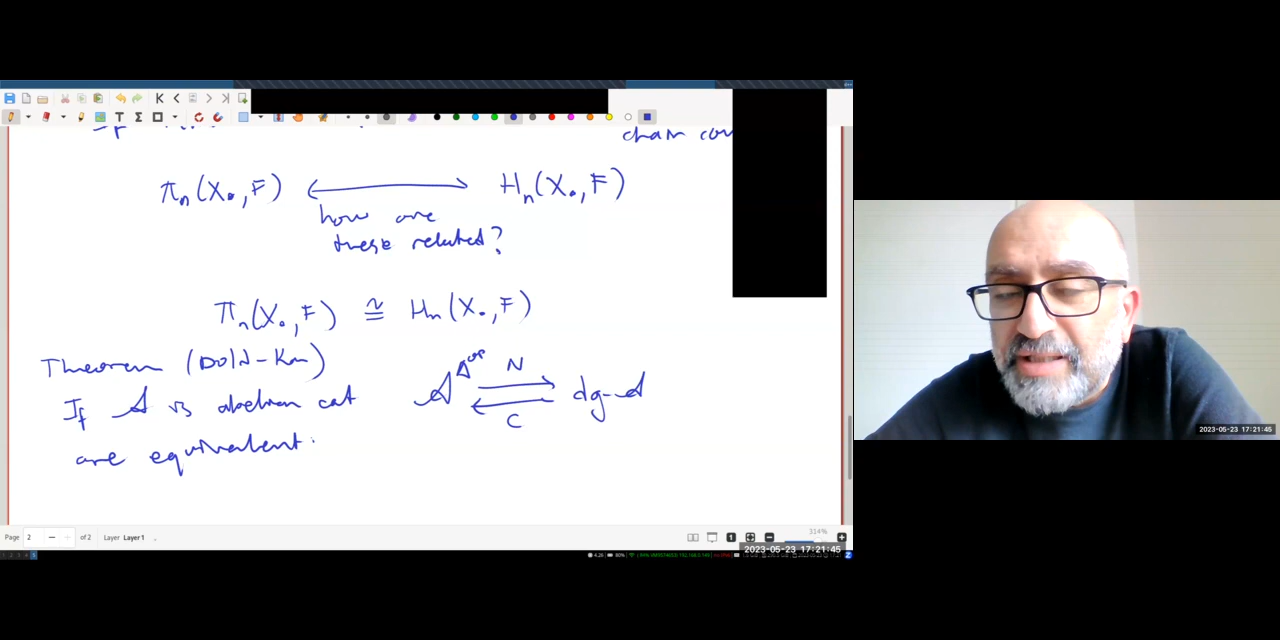 chain com
πₙ(X•, F) ⟷ Hₙ(X•, F)
how are
these related?
πₙ(X•, F) ≅ Hₙ(X•, F)
Theorem (Dold-Kan)
If 𝒜 is abelian cat
𝒜^Δ^op N ⇄ C dg-𝒜
are equivalent.
Page 2 of 2 Layer Layer 1
314%
2023-05-23 17:21:45
2023-05-23 17:21:45